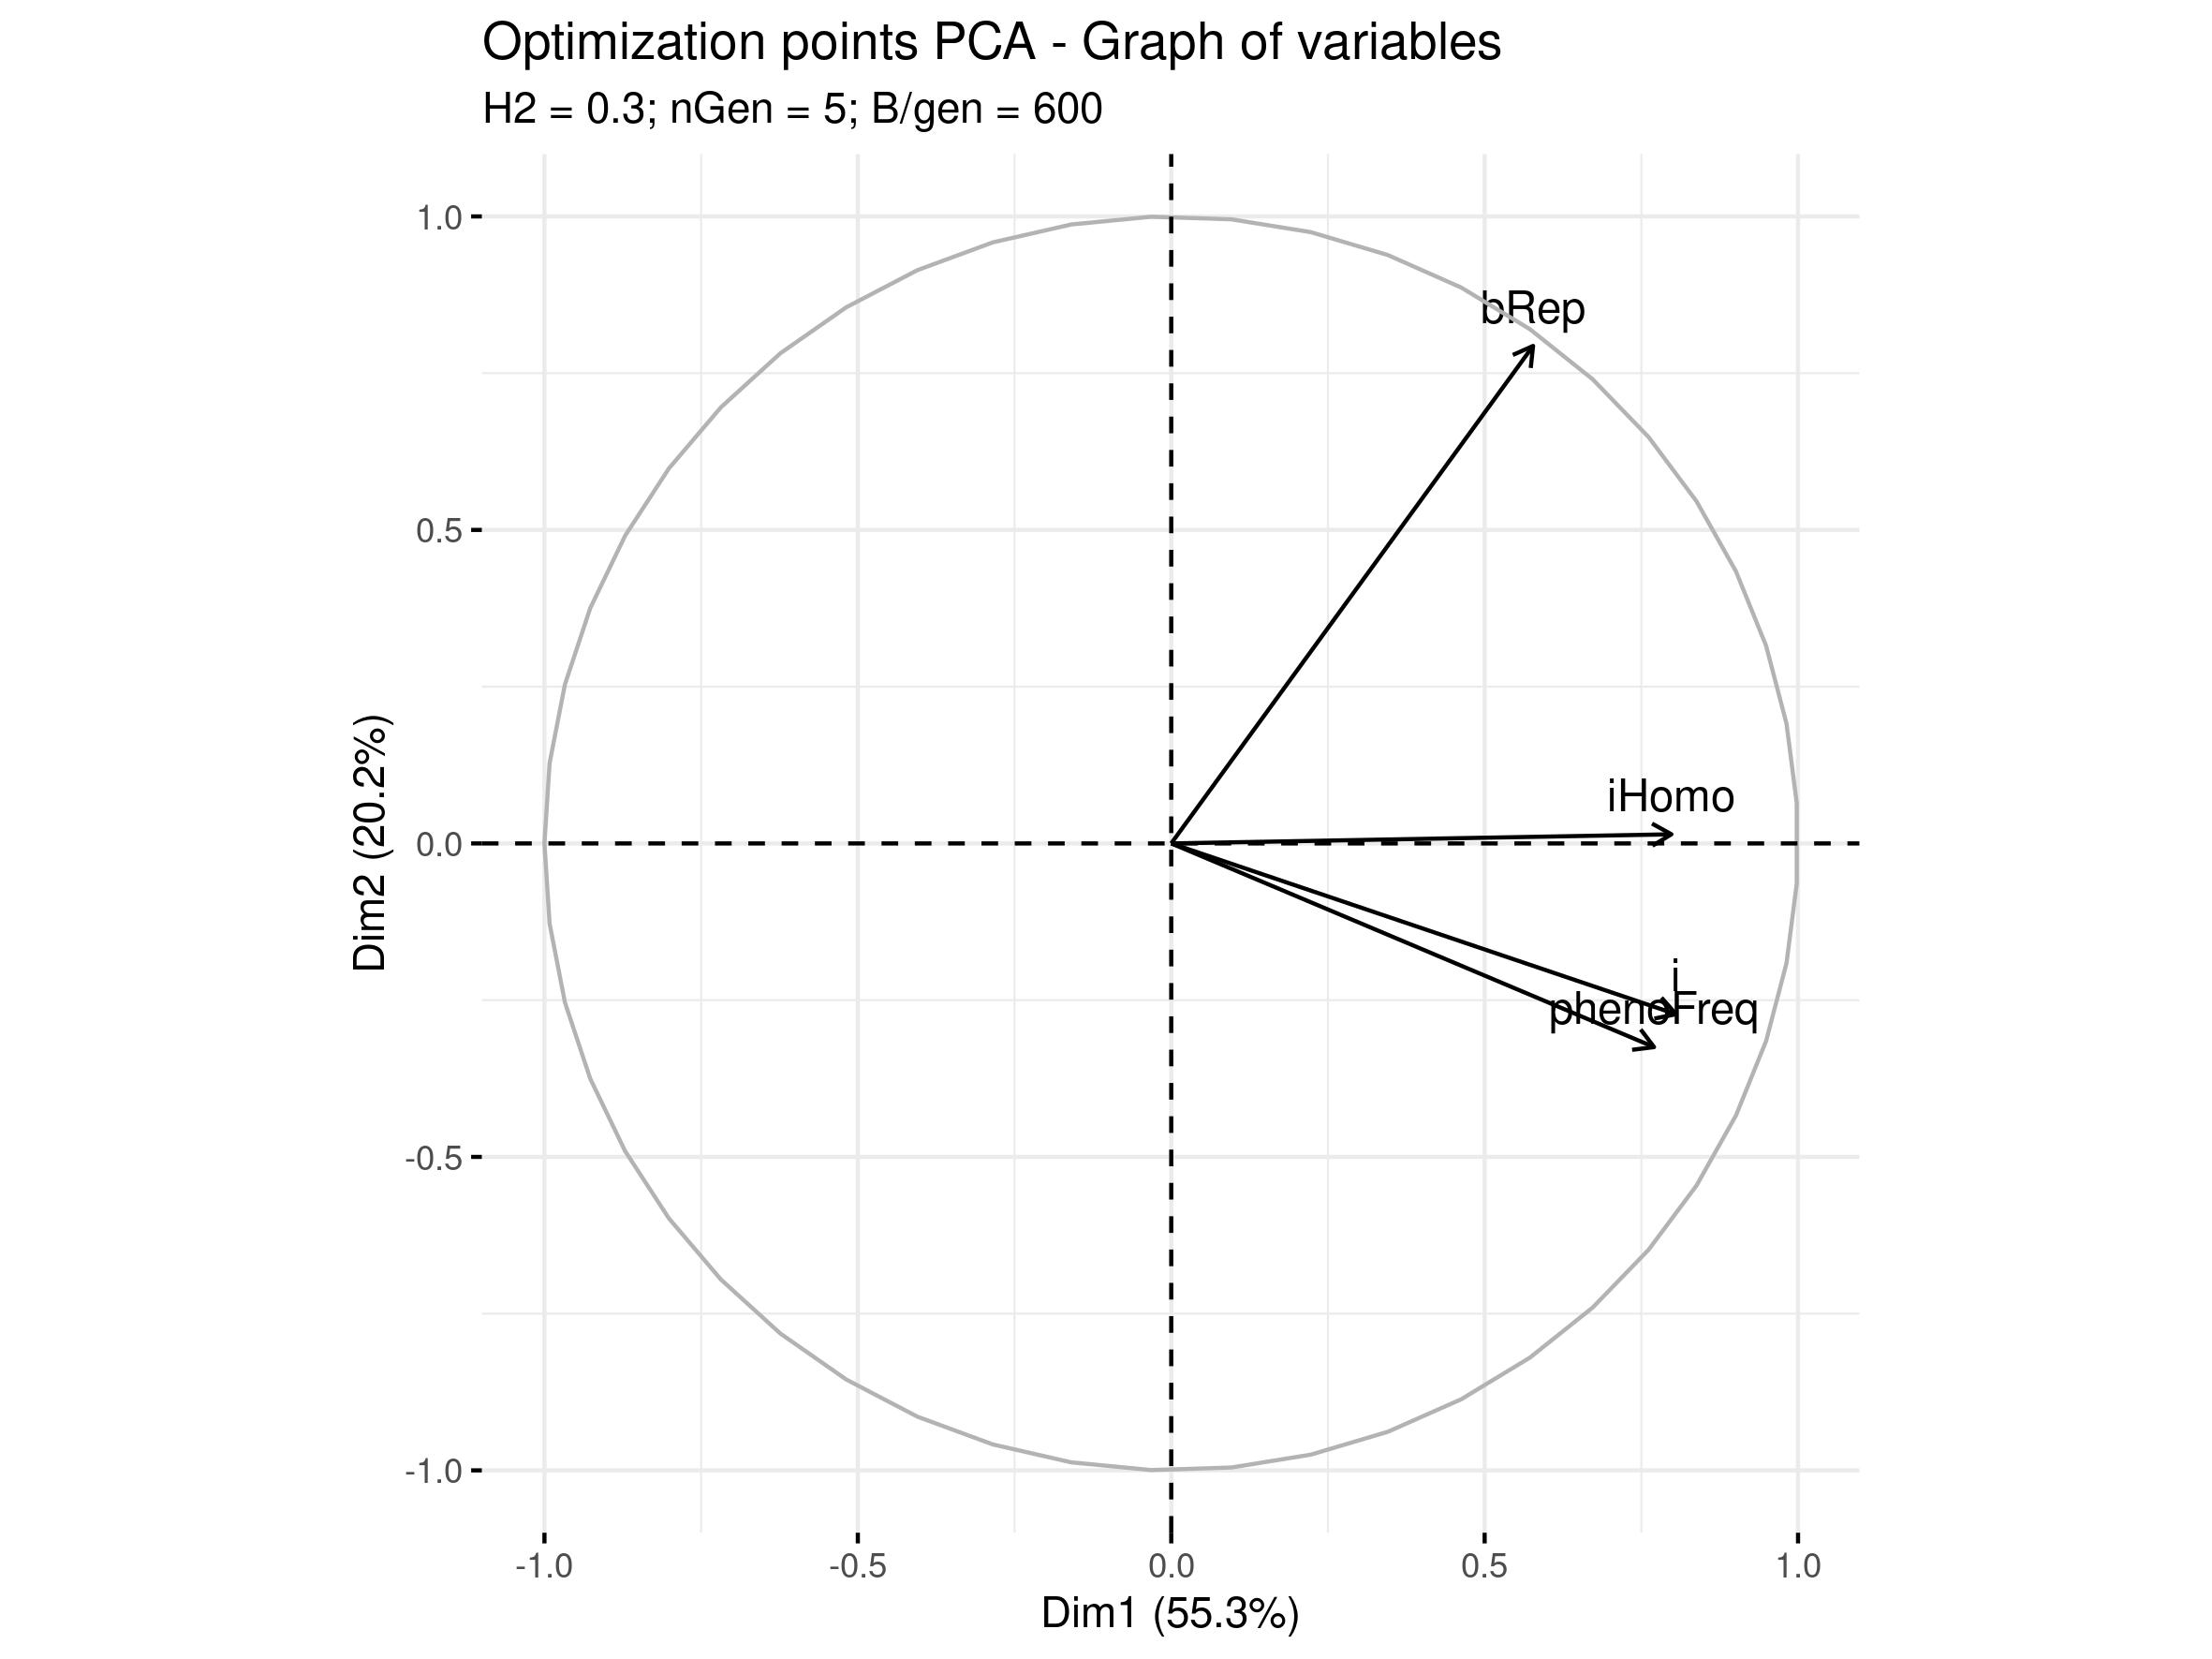 Optimization points PCA - Graph of variables
H2 = 0.3; nGen = 5; B/gen = 600
1.0
0.5
0.0
-0.5
-1.0
Dim2 (20.2%)
bRep
iHomo
i
phenoFreq
-1.0
-0.5
0.0
0.5
1.0
Dim1 (55.3%)